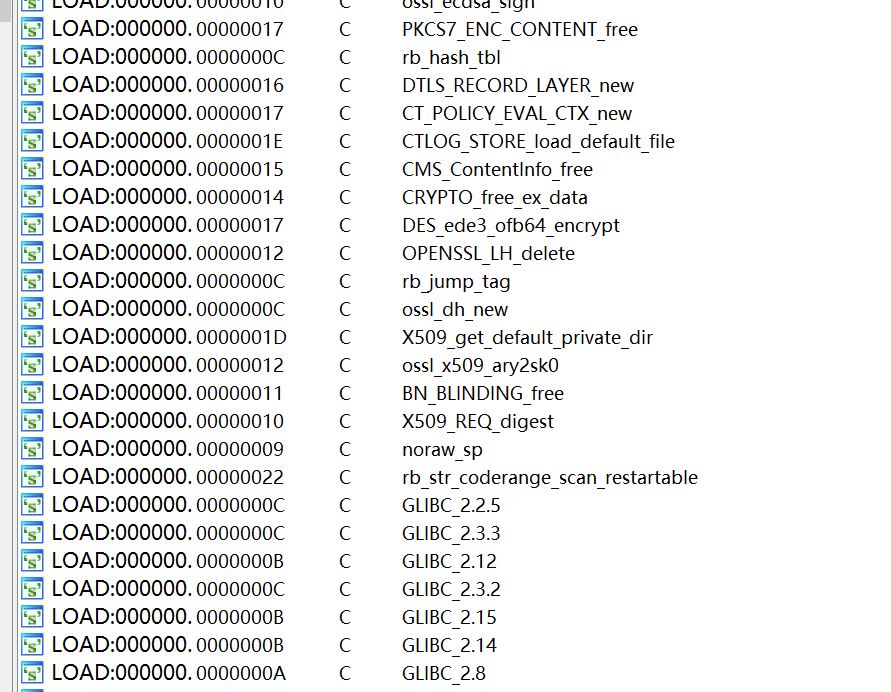 LOAD:000000. 00000010 C ossl_ecdsa_sign
LOAD:000000. 00000017 C PKCS7_ENC_CONTENT_free
LOAD:000000. 0000000C C rb_hash_tbl
LOAD:000000. 00000016 C DTLS_RECORD_LAYER_new
LOAD:000000. 00000017 C CT_POLICY_EVAL_CTX_new
LOAD:000000. 0000001E C CTLOG_STORE_load_default_file
LOAD:000000. 00000015 C CMS_ContentInfo_free
LOAD:000000. 00000014 C CRYPTO_free_ex_data
LOAD:000000. 00000017 C DES_ede3_ofb64_encrypt
LOAD:000000. 00000012 C OPENSSL_LH_delete
LOAD:000000. 0000000C C rb_jump_tag
LOAD:000000. 0000000C C ossl_dh_new
LOAD:000000. 0000001D C X509_get_default_private_dir
LOAD:000000. 00000012 C ossl_x509_ary2sk0
LOAD:000000. 00000011 C BN_BLINDING_free
LOAD:000000. 00000010 C X509_REQ_digest
LOAD:000000. 00000009 C noraw_sp
LOAD:000000. 00000022 C rb_str_coderange_scan_restartable
LOAD:000000. 0000000C C GLIBC_2.2.5
LOAD:000000. 0000000C C GLIBC_2.3.3
LOAD:000000. 0000000B C GLIBC_2.12
LOAD:000000. 0000000C C GLIBC_2.3.2
LOAD:000000. 0000000B C GLIBC_2.15
LOAD:000000. 0000000B C GLIBC_2.14
LOAD:000000. 0000000A C GLIBC_2.8